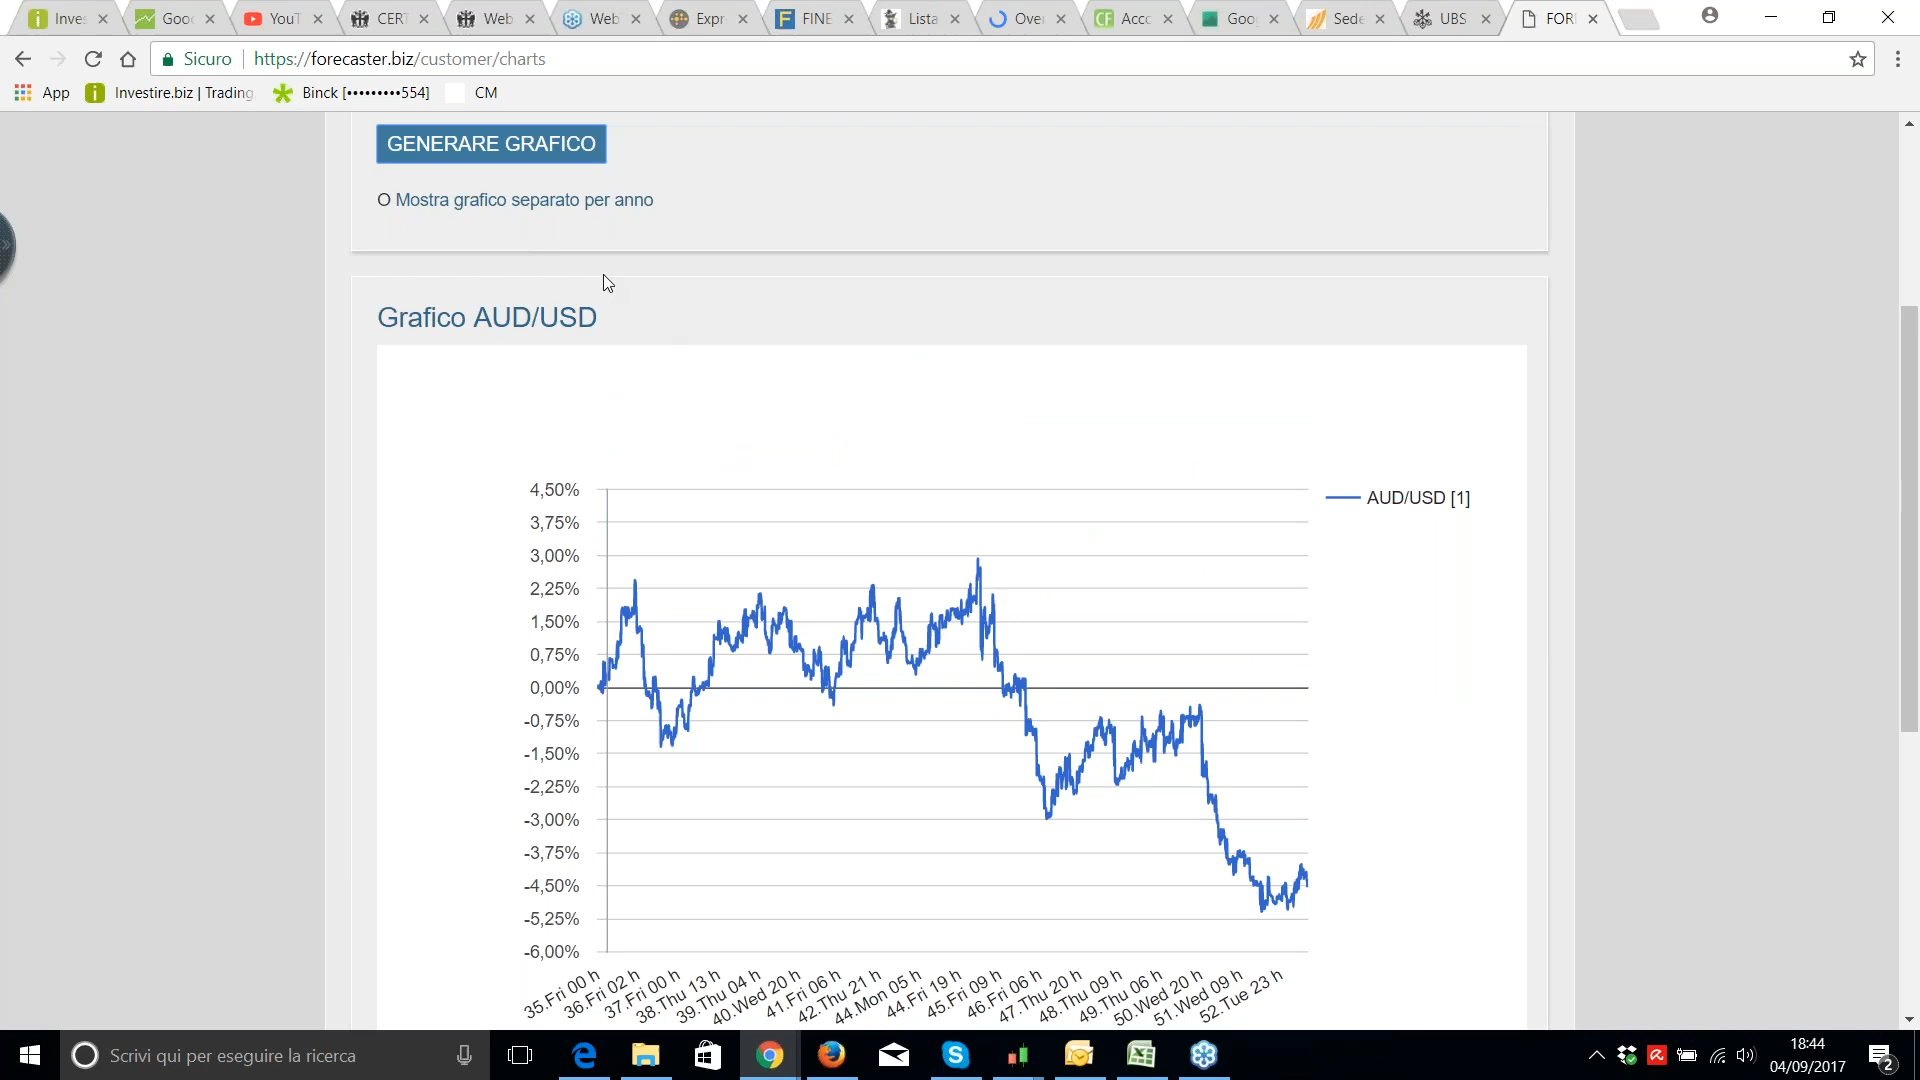 Inves
Good
YouT
CERT
Web
Web
Expr
FINE
Lista
Over
Acco
Goog
Sede
UBS
FOR
Sicuro
https://forecaster.biz/customer/charts
App
Investire.biz | Trading
Binck [•••••••••554]
CM
GENERARE GRAFICO
O Mostra grafico separato per anno
Grafico AUD/USD
4,50%
3,75%
3,00%
2,25%
1,50%
0,75%
0,00%
-0,75%
-1,50%
-2,25%
-3,00%
-3,75%
-4,50%
-5,25%
-6,00%
AUD/USD [1]
35.Fri 00 h
36.Fri 02 h
37.Fri 00 h
38.Thu 13 h
39.Thu 04 h
40.Wed 20 h
41.Fri 06 h
42.Thu 21 h
44.Mon 05 h
44.Fri 19 h
45.Fri 09 h
46.Fri 06 h
47.Thu 20 h
48.Thu 09 h
49.Thu 06 h
50.Wed 20 h
51.Wed 09 h
52.Tue 23 h
Scrivi qui per eseguire la ricerca
18:44
04/09/2017
2